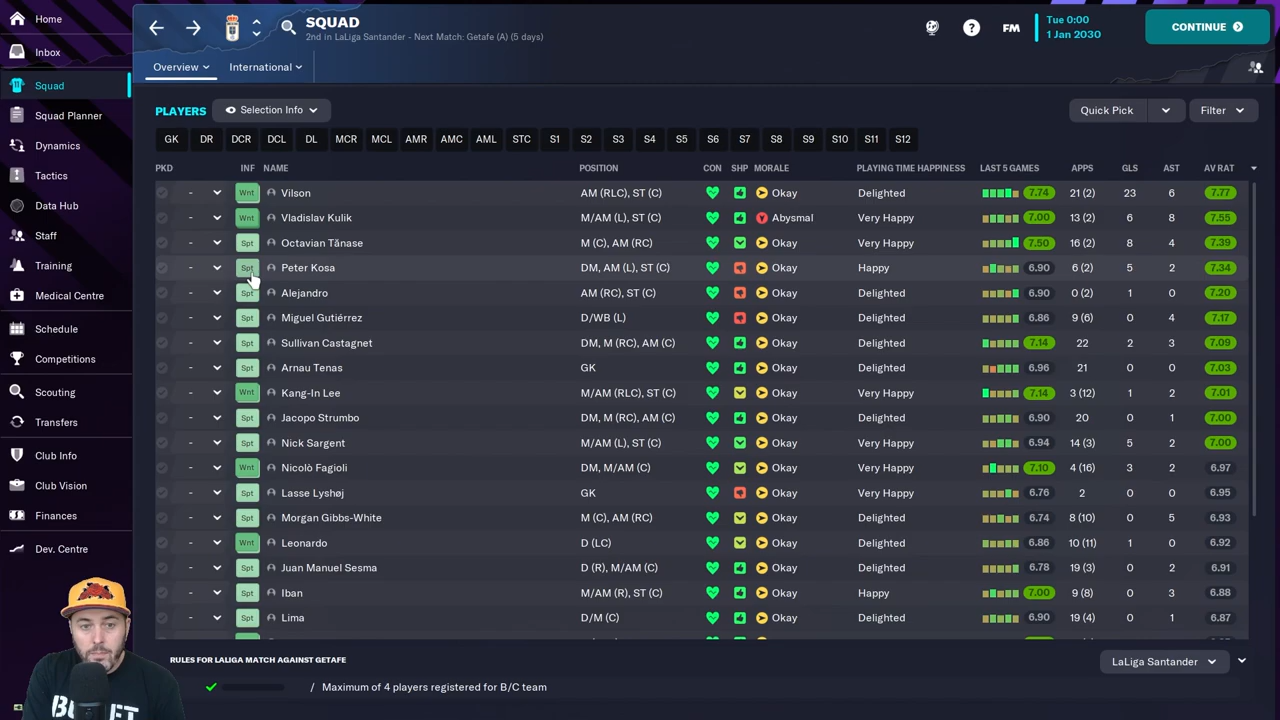 Home
SQUAD
2nd in LaLiga Santander - Next Match: Getafe (A) (5 days)
FM
Tue 0:00
1 Jan 2030
CONTINUE
Inbox
Overview
International
Squad
Squad Planner
Dynamics
Tactics
Data Hub
Staff
Training
Medical Centre
Schedule
Competitions
Scouting
Transfers
Club Info
Club Vision
Finances
Dev. Centre
PLAYERS Selection Info Quick Pick Filter
GK DR DCR DCL DL MCR MCL AMR AMC AML STC S1 S2 S3 S4 S5 S6 S7 S8 S9 S10 S11 S12
PKD INF NAME POSITION CON SHP MORALE PLAYING TIME HAPPINESS LAST 5 GAMES APPS GLS AST AV RAT
- Wnt Vilson AM (RLC), ST (C) Okay Delighted 7.74 21 (2) 23 6 7.77
- Wnt Vladislav Kulik M/AM (L), ST (C) Abysmal Very Happy 7.00 13 (2) 6 8 7.55
- Spt Octavian Tănase M (C), AM (RC) Okay Very Happy 7.50 16 (2) 8 4 7.39
- Spt Peter Kosa DM, AM (L), ST (C) Okay Happy 6.90 6 (2) 5 2 7.34
- Spt Alejandro AM (RC), ST (C) Okay Delighted 6.90 0 (2) 1 0 7.20
- Spt Miguel Gutiérrez D/WB (L) Okay Delighted 6.86 9 (6) 0 4 7.17
- Spt Sullivan Castagnet DM, M (RC), AM (C) Okay Delighted 7.14 22 2 3 7.09
- Spt Arnau Tenas GK Okay Delighted 6.96 21 0 0 7.03
- Wnt Kang-In Lee M/AM (RLC), ST (C) Okay Very Happy 7.14 3 (12) 1 2 7.01
- Spt Jacopo Strumbo DM, M (RC), AM (C) Okay Delighted 6.90 20 0 1 7.00
- Spt Nick Sargent M/AM (L), ST (C) Okay Very Happy 6.94 14 (3) 5 2 7.00
- Wnt Nicolò Fagioli DM, M/AM (C) Okay Very Happy 7.10 4 (16) 3 2 6.97
- Spt Lasse Lyshøj GK Okay Very Happy 6.76 2 0 0 6.95
- Spt Morgan Gibbs-White M (C), AM (RC) Okay Delighted 6.74 8 (10) 0 5 6.93
- Wnt Leonardo D (LC) Okay Delighted 6.86 10 (11) 1 0 6.92
- Spt Juan Manuel Sesma D (R), M/AM (C) Okay Delighted 6.78 19 (3) 0 2 6.91
- Spt Iban M/AM (R), ST (C) Okay Happy 7.00 9 (8) 0 3 6.88
- Spt Lima D/M (C) Okay Delighted 6.90 19 (4) 0 1 6.87
RULES FOR LALIGA MATCH AGAINST GETAFE
LaLiga Santander
/ Maximum of 4 players registered for B/C team